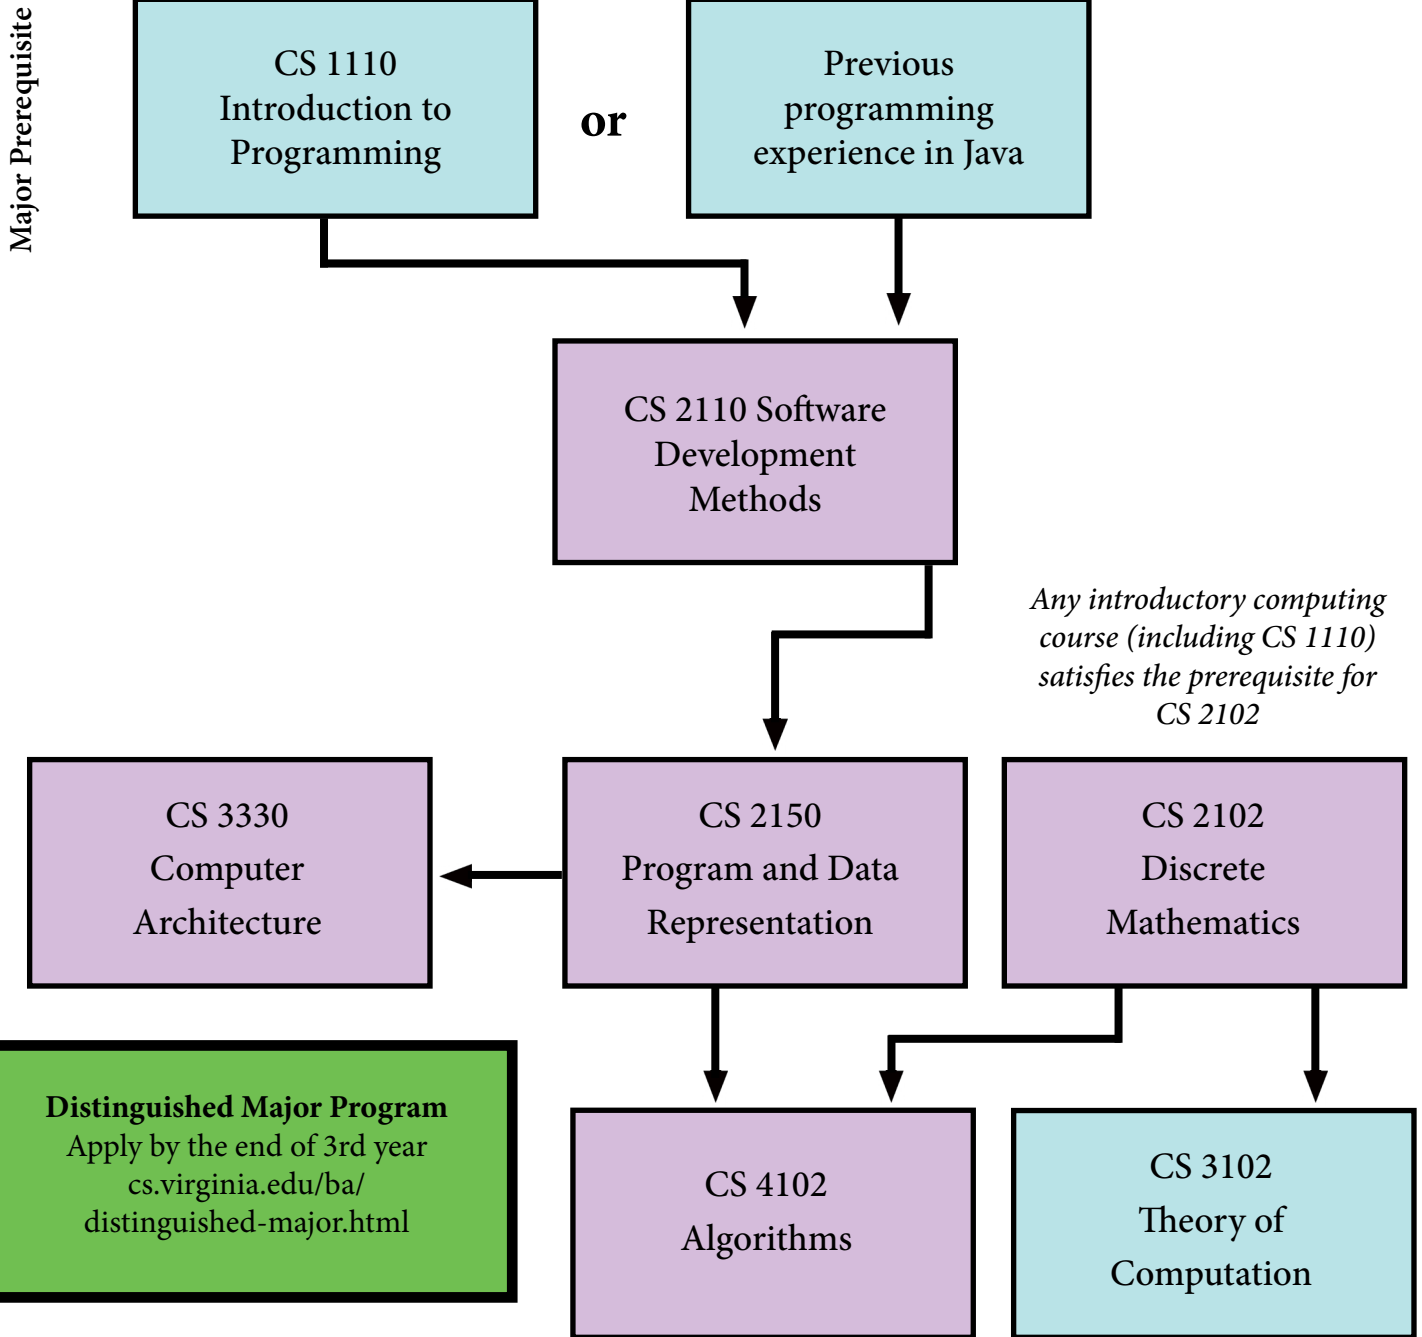 Major Prerequisite
CS 1110
Introduction to
Programming
or
Previous
programming
experience in Java
CS 2110 Software
Development
Methods
Any introductory computing
course (including CS 1110)
satisfies the prerequisite for
CS 2102
CS 3330
Computer
Architecture
CS 2150
Program and Data
Representation
CS 2102
Discrete
Mathematics
Distinguished Major Program
Apply by the end of 3rd year
cs.virginia.edu/ba/
distinguished-major.html
CS 4102
Algorithms
CS 3102
Theory of
Computation